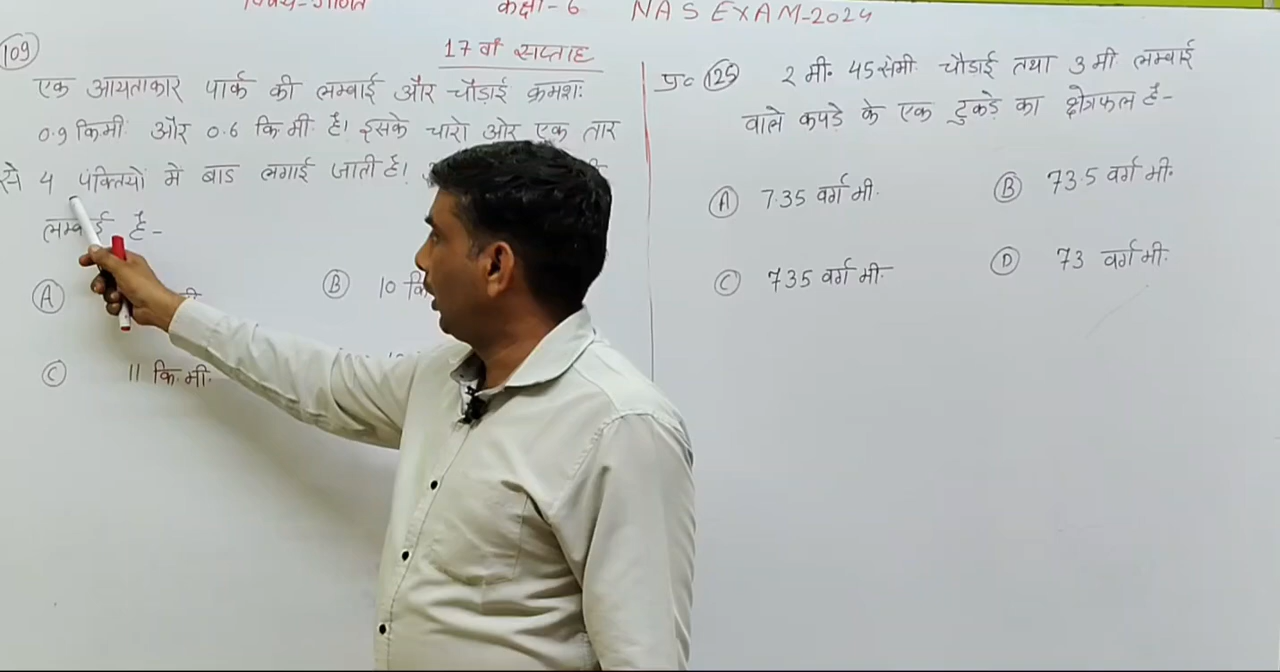 विषय-गणित कक्षा-6 NAS EXAM-2024
17 वाँ सप्ताह
109
एक आयताकार पार्क की लम्बाई और चौड़ाई क्रमशः
0.9 किमी. और 0.6 कि.मी. है। इसके चारो ओर एक तार
से 4 पंक्तियो में बाड लगाई जाती है।
लम्बाई है-
A
B 10
C 11 कि.मी.
प्र० 125 2 मी. 45 सेमी. चौडाई तथा 3 मी लम्बाई
वाले कपडे के एक टुकडे का क्षेत्रफल है-
A 7.35 वर्ग मी.
B 73.5 वर्ग मी.
C 735 वर्ग मी.
D 73 वर्ग मी.